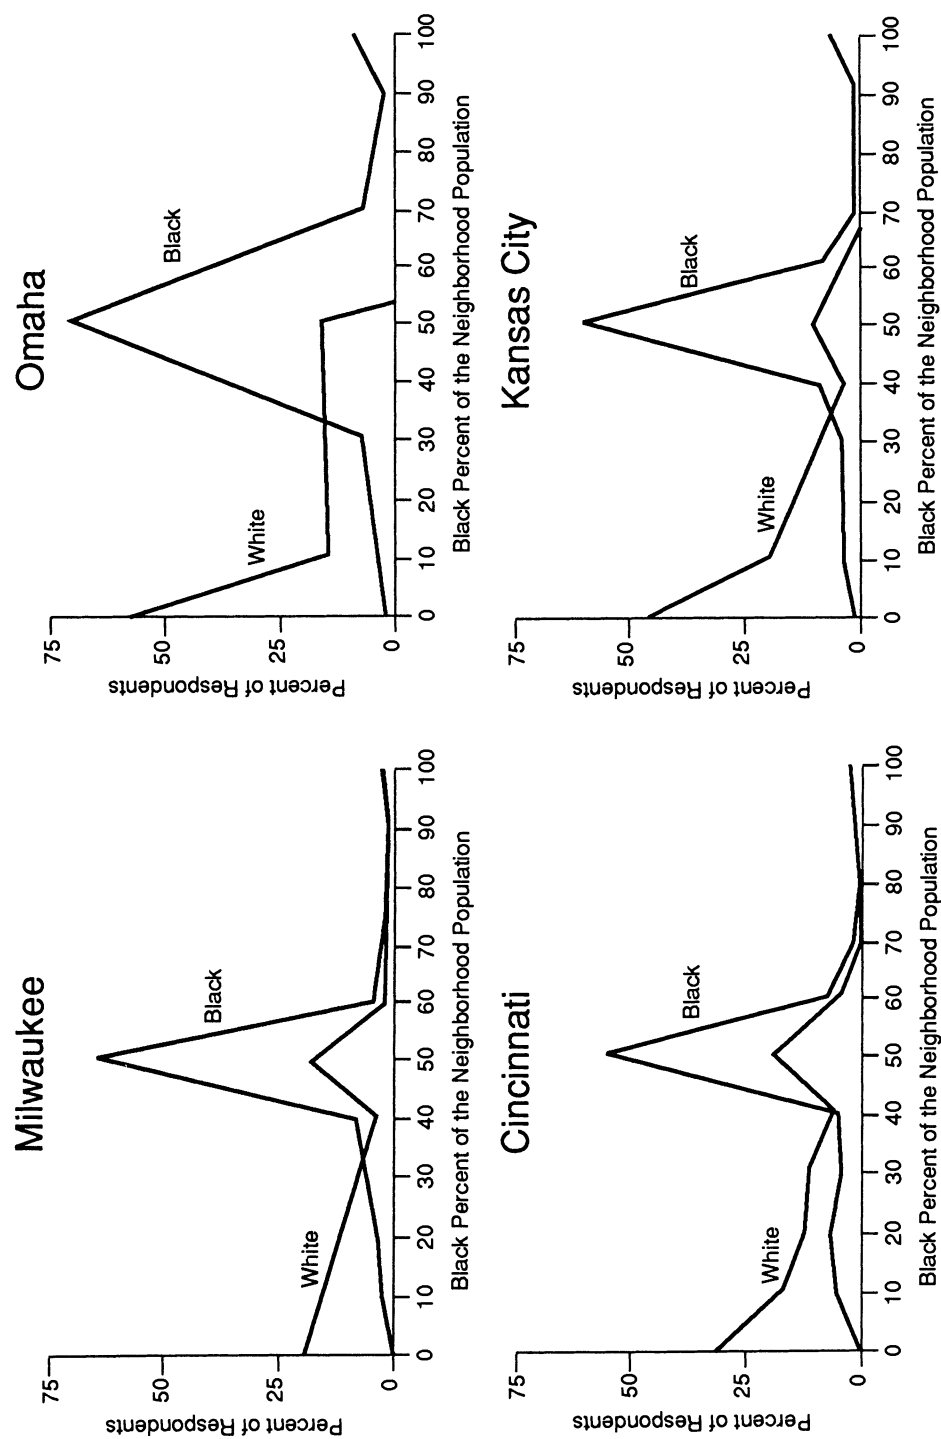 Milwaukee
Percent of Respondents
75
50
25
0
White
Black
0 10 20 30 40 50 60 70 80 90 100
Black Percent of the Neighborhood Population
Omaha
Percent of Respondents
75
50
25
0
White
Black
0 10 20 30 40 50 60 70 80 90 100
Black Percent of the Neighborhood Population
Cincinnati
Percent of Respondents
75
50
25
0
White
Black
0 10 20 30 40 50 60 70 80 90 100
Black Percent of the Neighborhood Population
Kansas City
Percent of Respondents
75
50
25
0
White
Black
0 10 20 30 40 50 60 70 80 90 100
Black Percent of the Neighborhood Population